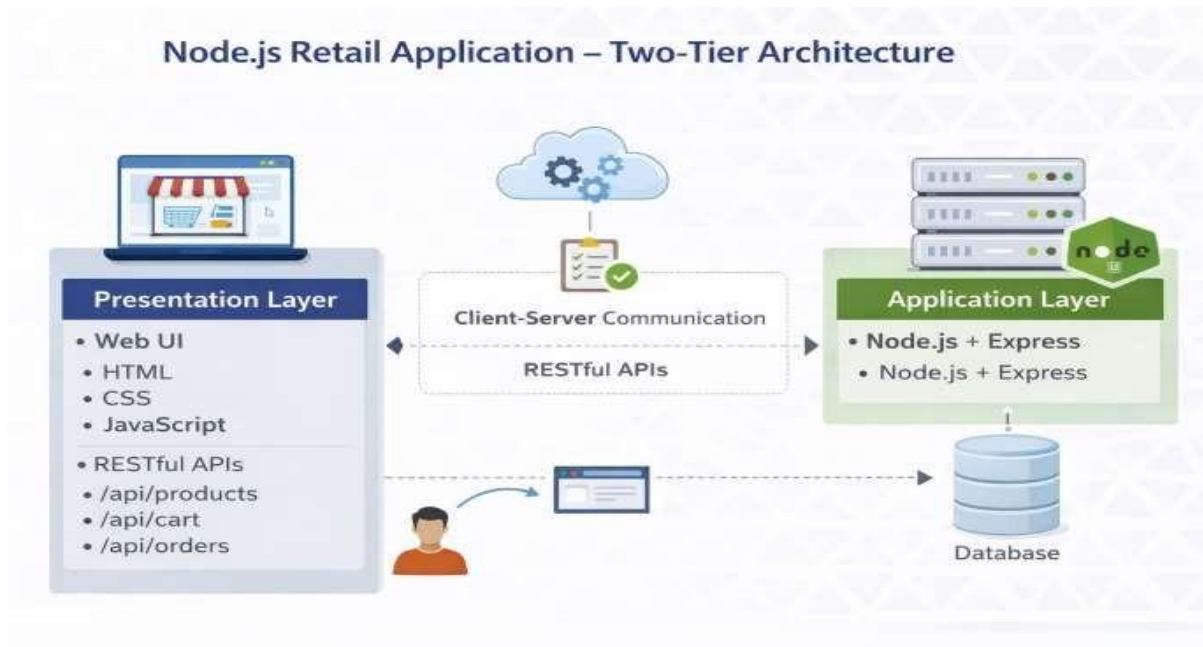 Node.js Retail Application – Two-Tier Architecture
Presentation Layer
• Web UI
• HTML
• CSS
• JavaScript
• RESTful APIs
• /api/products
• /api/cart
• /api/orders
Client-Server Communication
RESTful APIs
node
Application Layer
• Node.js + Express
• Node.js + Express
Database